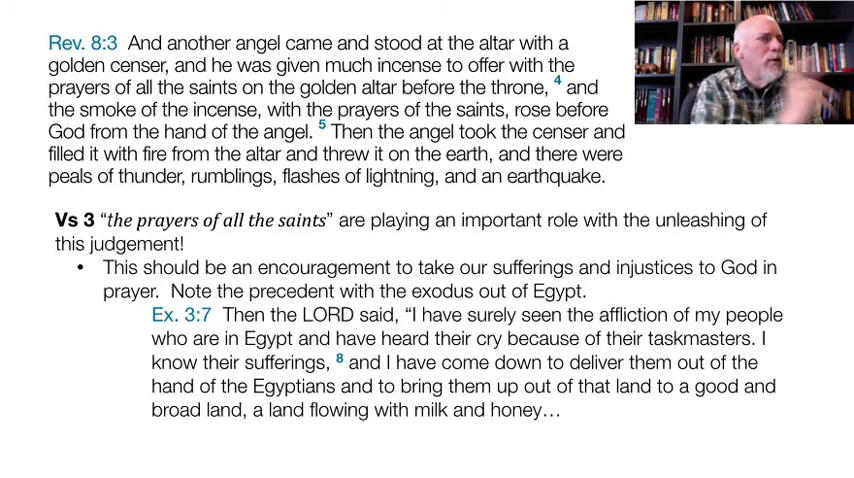 Rev. 8:3 And another angel came and stood at the altar with a
golden censer, and he was given much incense to offer with the
prayers of all the saints on the golden altar before the throne, 4 and
the smoke of the incense, with the prayers of the saints, rose before
God from the hand of the angel. 5 Then the angel took the censer and
filled it with fire from the altar and threw it on the earth, and there were
peals of thunder, rumblings, flashes of lightning, and an earthquake.
Vs 3 “the prayers of all the saints” are playing an important role with the unleashing of
this judgement!
• This should be an encouragement to take our sufferings and injustices to God in
prayer. Note the precedent with the exodus out of Egypt.
Ex. 3:7 Then the LORD said, “I have surely seen the affliction of my people
who are in Egypt and have heard their cry because of their taskmasters. I
know their sufferings, 8 and I have come down to deliver them out of the
hand of the Egyptians and to bring them up out of that land to a good and
broad land, a land flowing with milk and honey…